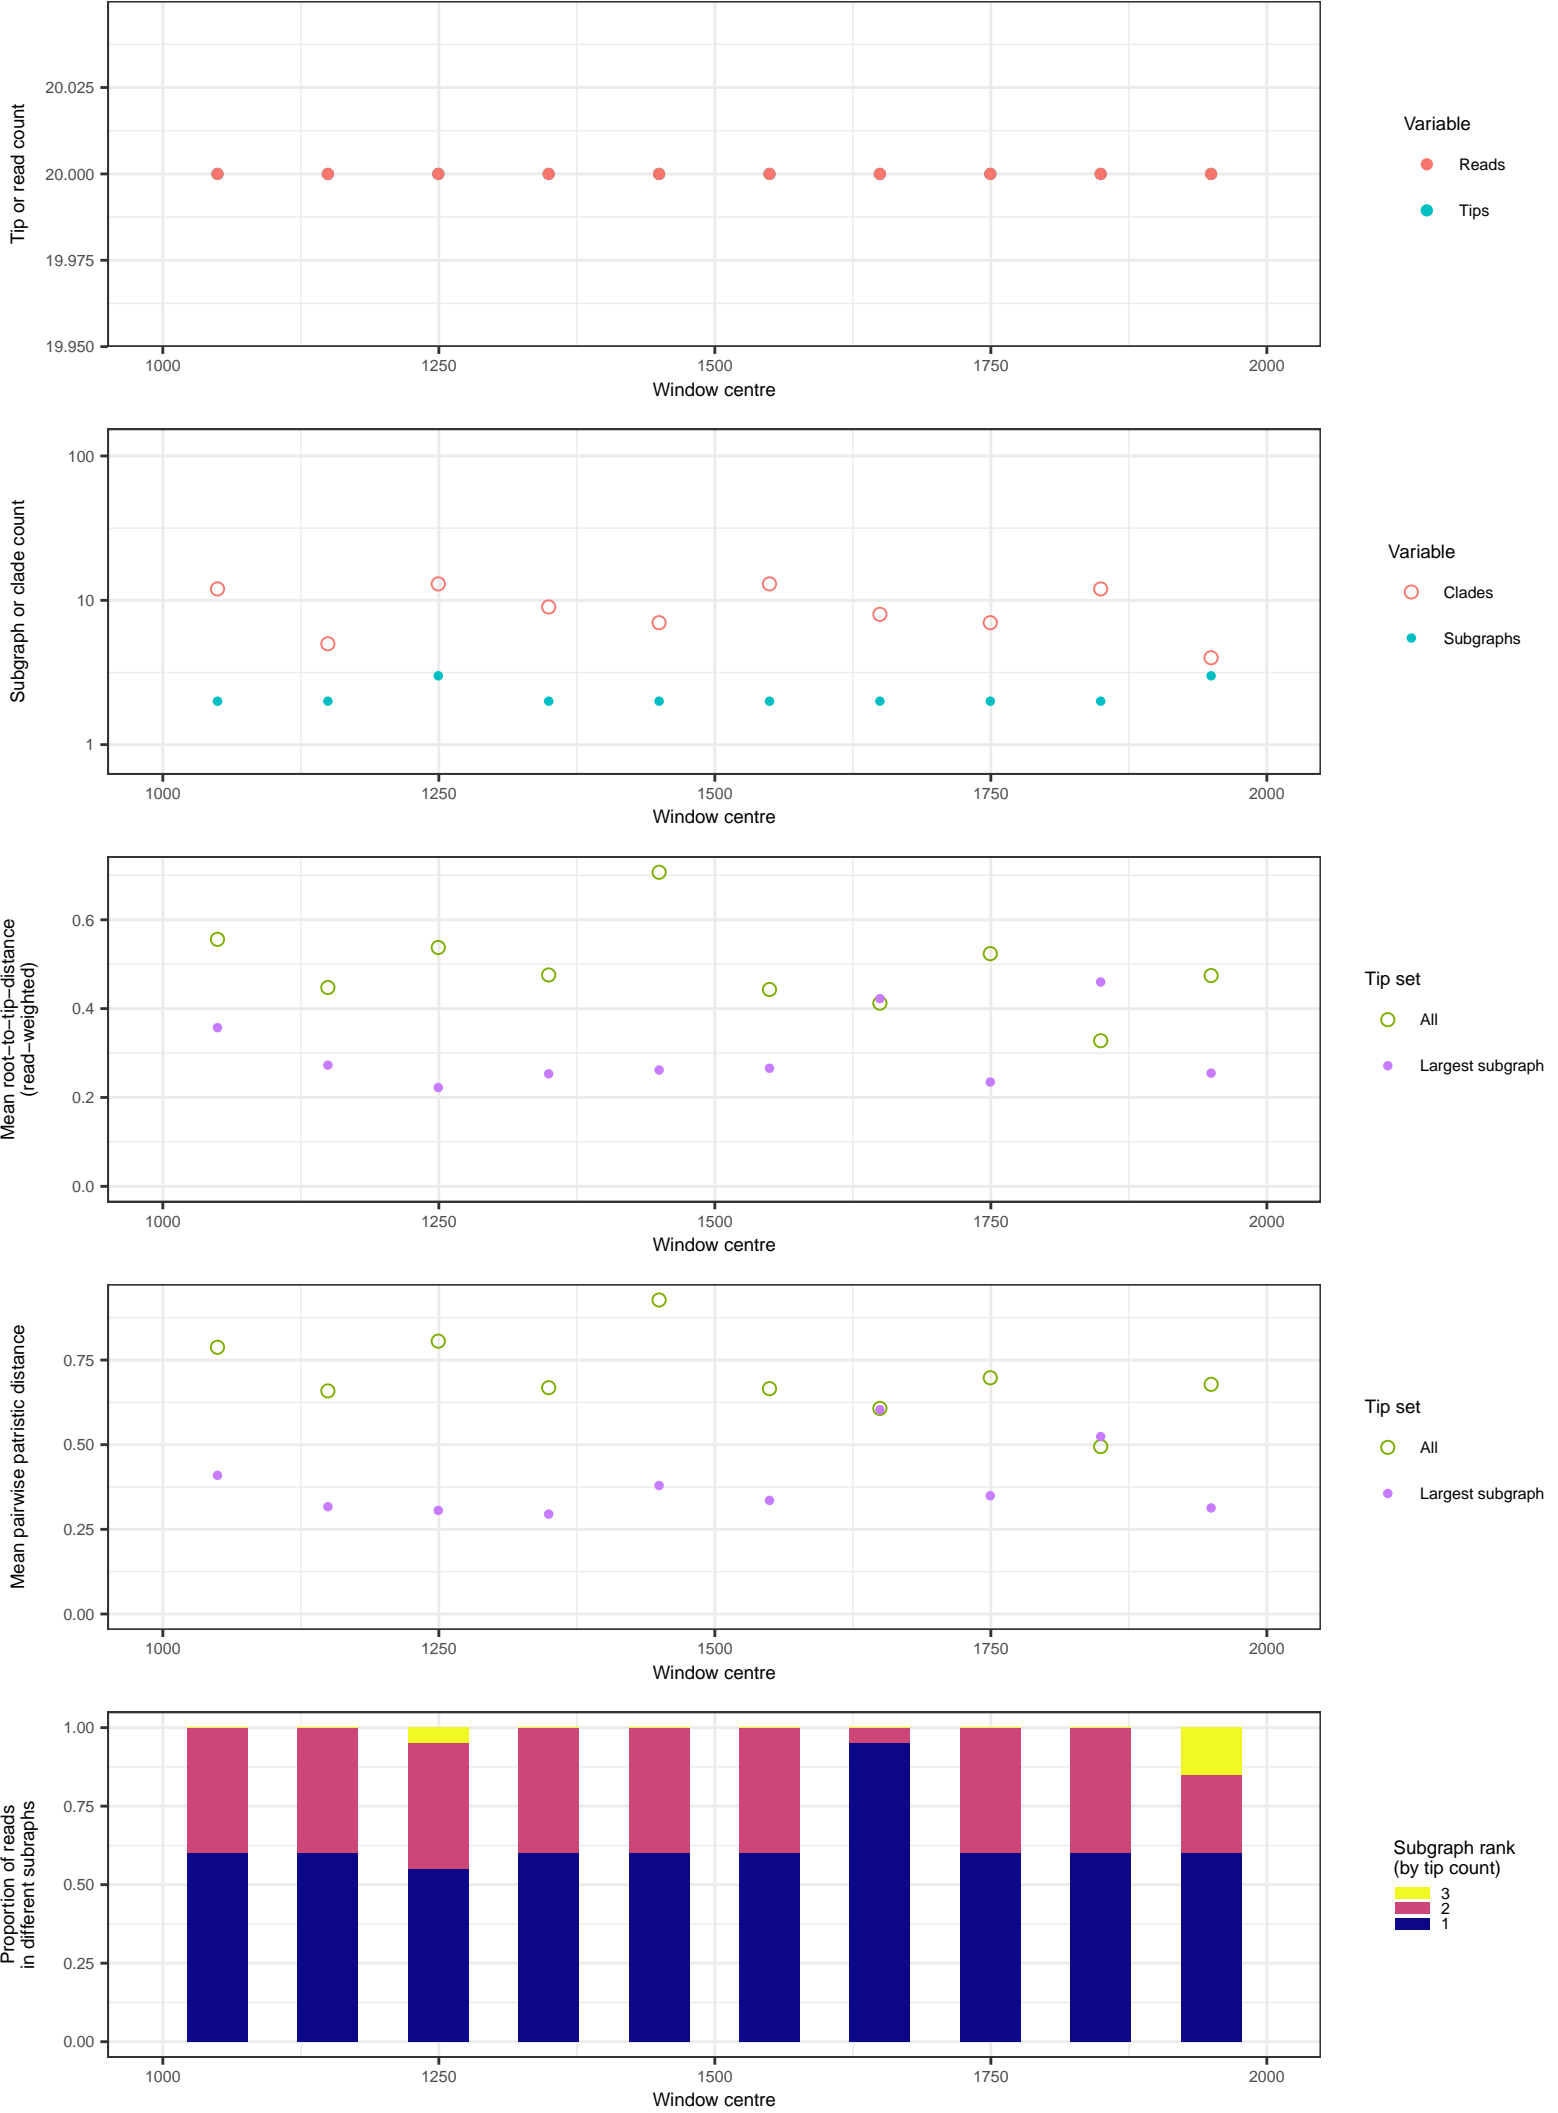 Tip or read count
20.025
20.000
19.975
19.950
1000 1250 1500 1750 2000
Window centre
Variable
Reads
Tips
Subgraph or clade count
100
10
1
1000 1250 1500 1750 2000
Window centre
Variable
Clades
Subgraphs
Mean root−to−tip−distance
(read−weighted)
0.6
0.4
0.2
0.0
1000 1250 1500 1750 2000
Window centre
Tip set
All
Largest subgraph
Mean pairwise patristic distance
0.75
0.50
0.25
0.00
1000 1250 1500 1750 2000
Window centre
Tip set
All
Largest subgraph
Proportion of reads
in different subraphs
1.00
0.75
0.50
0.25
0.00
1000 1250 1500 1750 2000
Window centre
Subgraph rank
(by tip count)
3
2
1